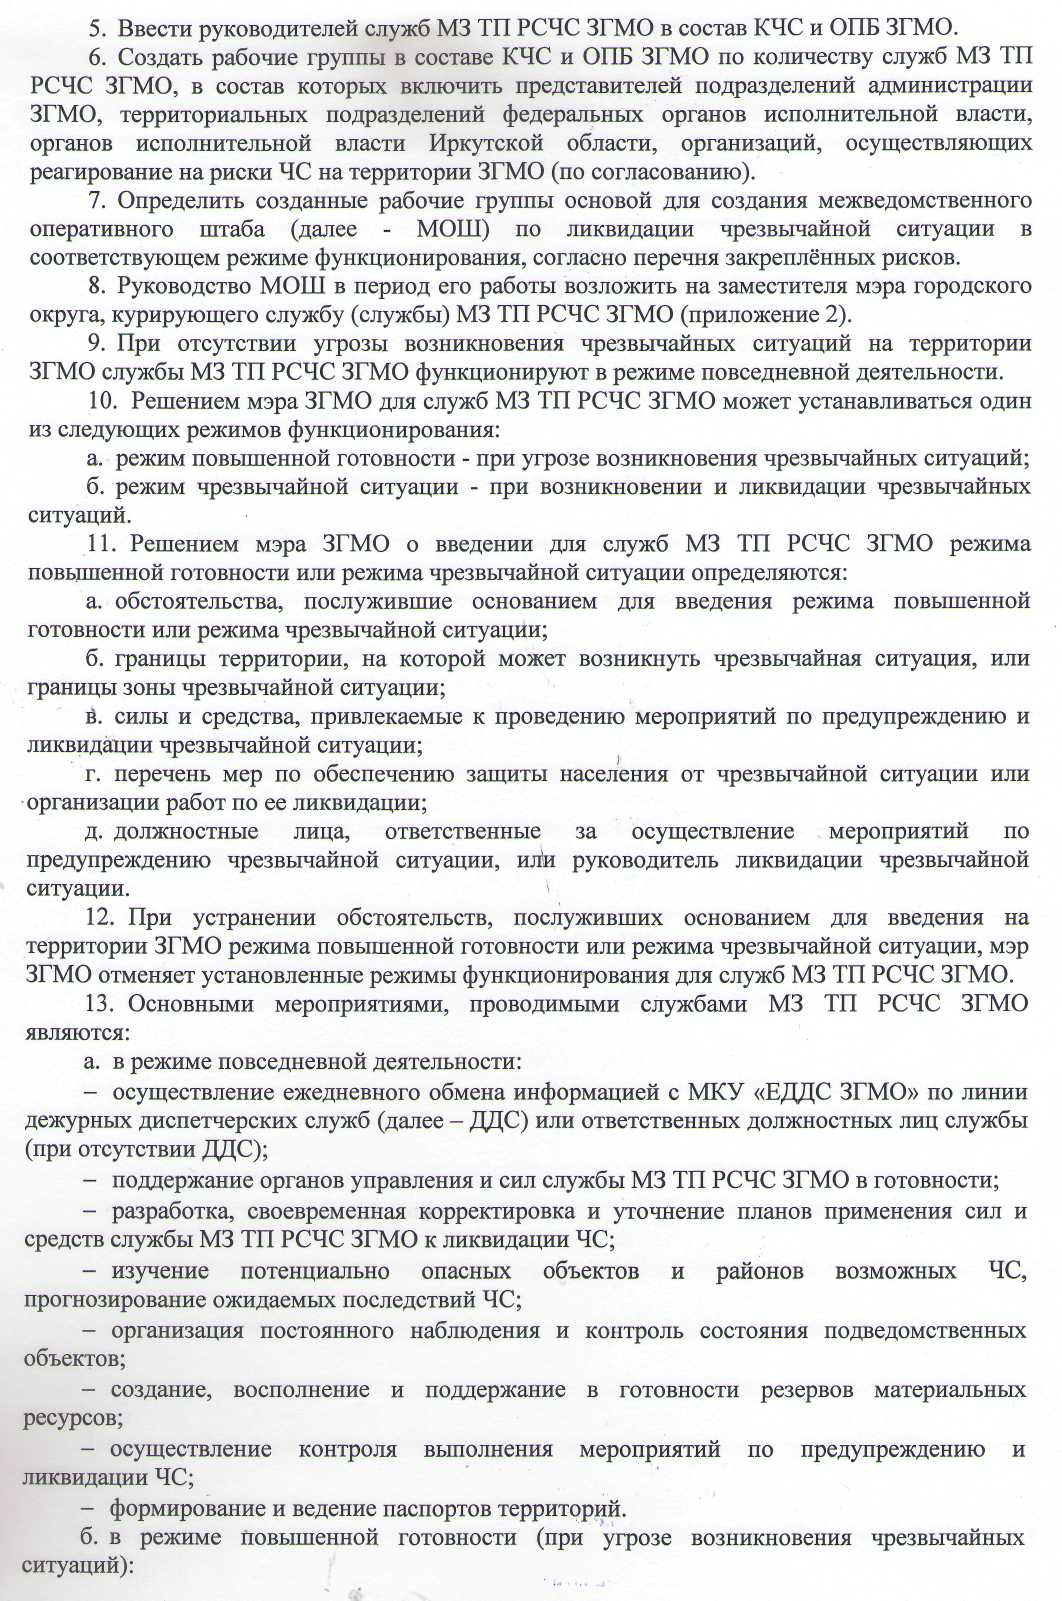 5. Ввести руководителей служб МЗ ТП РСЧС ЗГМО в состав КЧС и ОПБ ЗГМО.
6. Создать рабочие группы в составе КЧС и ОПБ ЗГМО по количеству служб МЗ ТП
РСЧС ЗГМО, в состав которых включить представителей подразделений администрации
ЗГМО, территориальных подразделений федеральных органов исполнительной власти,
органов исполнительной власти Иркутской области, организаций, осуществляющих
реагирование на риски ЧС на территории ЗГМО (по согласованию).
7. Определить созданные рабочие группы основой для создания межведомственного
оперативного штаба (далее - МОШ) по ликвидации чрезвычайной ситуации в
соответствующем режиме функционирования, согласно перечня закреплённых рисков.
8. Руководство МОШ в период его работы возложить на заместителя мэра городского
округа, курирующего службу (службы) МЗ ТП РСЧС ЗГМО (приложение 2).
9. При отсутствии угрозы возникновения чрезвычайных ситуаций на территории
ЗГМО службы МЗ ТП РСЧС ЗГМО функционируют в режиме повседневной деятельности.
10. Решением мэра ЗГМО для служб МЗ ТП РСЧС ЗГМО может устанавливаться один
из следующих режимов функционирования:
а. режим повышенной готовности - при угрозе возникновения чрезвычайных ситуаций;
б. режим чрезвычайной ситуации - при возникновении и ликвидации чрезвычайных
ситуаций.
11. Решением мэра ЗГМО о введении для служб МЗ ТП РСЧС ЗГМО режима
повышенной готовности или режима чрезвычайной ситуации определяются:
а. обстоятельства, послужившие основанием для введения режима повышенной
готовности или режима чрезвычайной ситуации;
б. границы территории, на которой может возникнуть чрезвычайная ситуация, или
границы зоны чрезвычайной ситуации;
в. силы и средства, привлекаемые к проведению мероприятий по предупреждению и
ликвидации чрезвычайной ситуации;
г. перечень мер по обеспечению защиты населения от чрезвычайной ситуации или
организации работ по ее ликвидации;
д. должностные лица, ответственные за осуществление мероприятий по
предупреждению чрезвычайной ситуации, или руководитель ликвидации чрезвычайной
ситуации.
12. При устранении обстоятельств, послуживших основанием для введения на
территории ЗГМО режима повышенной готовности или режима чрезвычайной ситуации, мэр
ЗГМО отменяет установленные режимы функционирования для служб МЗ ТП РСЧС ЗГМО.
13. Основными мероприятиями, проводимыми службами МЗ ТП РСЧС ЗГМО
являются:
а. в режиме повседневной деятельности:
– осуществление ежедневного обмена информацией с МКУ «ЕДДС ЗГМО» по линии
дежурных диспетчерских служб (далее – ДДС) или ответственных должностных лиц службы
(при отсутствии ДДС);
– поддержание органов управления и сил службы МЗ ТП РСЧС ЗГМО в готовности;
– разработка, своевременная корректировка и уточнение планов применения сил и
средств службы МЗ ТП РСЧС ЗГМО к ликвидации ЧС;
– изучение потенциально опасных объектов и районов возможных ЧС,
прогнозирование ожидаемых последствий ЧС;
– организация постоянного наблюдения и контроль состояния подведомственных
объектов;
– создание, восполнение и поддержание в готовности резервов материальных
ресурсов;
– осуществление контроля выполнения мероприятий по предупреждению и
ликвидации ЧС;
– формирование и ведение паспортов территорий.
б. в режиме повышенной готовности (при угрозе возникновения чрезвычайных
ситуаций):